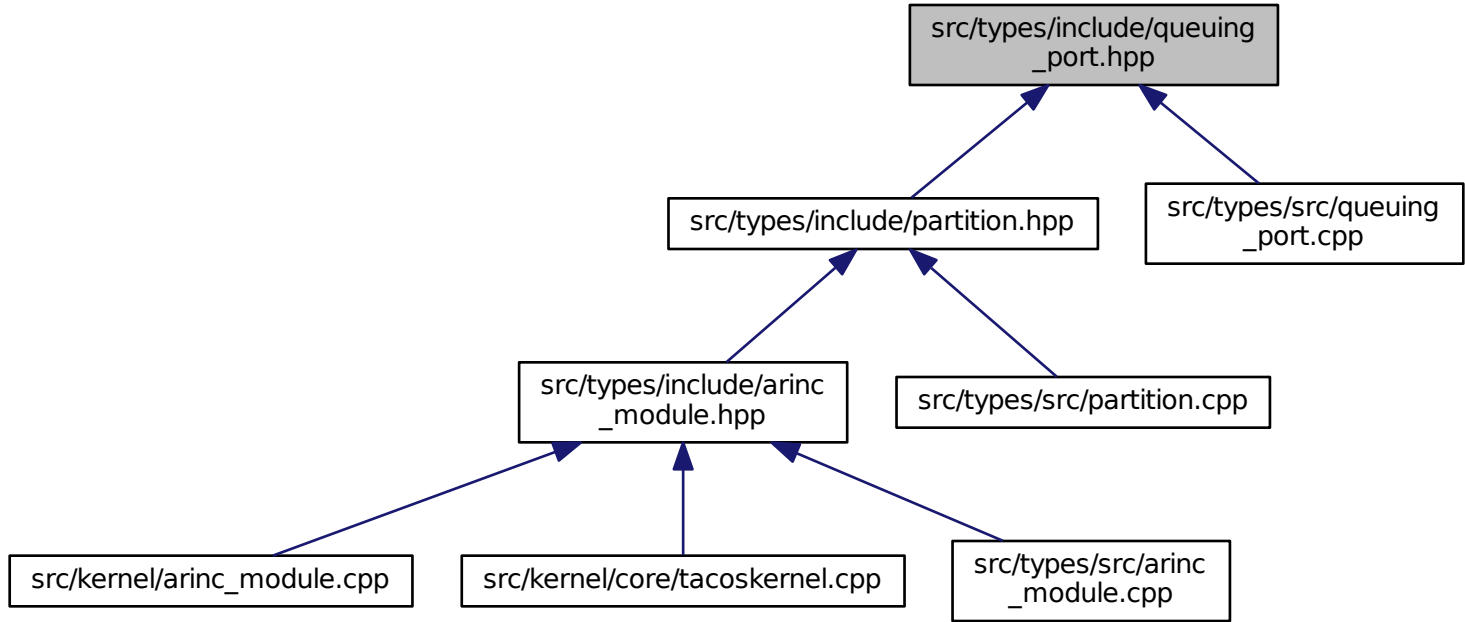 src/types/include/queuing
_port.hpp
src/types/include/partition.hpp
src/types/src/queuing
_port.cpp
src/types/include/arinc
_module.hpp
src/types/src/partition.cpp
src/kernel/arinc_module.cpp
src/kernel/core/tacoskernel.cpp
src/types/src/arinc
_module.cpp